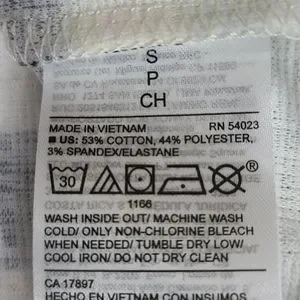 S
P
CH
MADE IN VIETNAM RN 54023
■ US: 53% COTTON, 44% POLYESTER,
3% SPANDEX/ELASTANE
30
1166
WASH INSIDE OUT/ MACHINE WASH
COLD/ ONLY NON-CHLORINE BLEACH
WHEN NEEDED/ TUMBLE DRY LOW/
COOL IRON/ DO NOT DRY CLEAN
CA 17897
HECHO EN VIETNAM CON INSUMOS